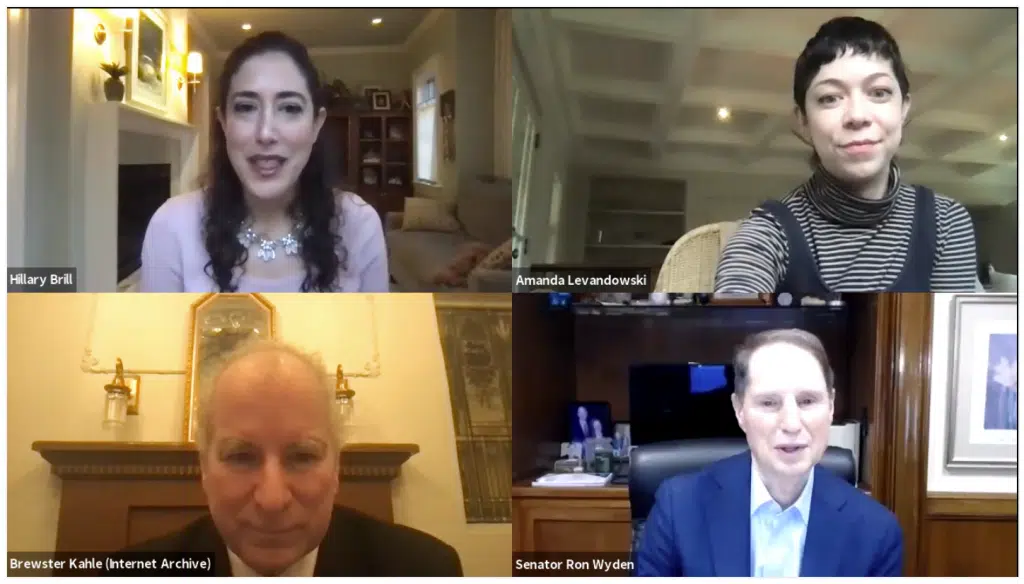 Hillary Brill
Amanda Levandowski
Brewster Kahle (Internet Archive)
Senator Ron Wyden